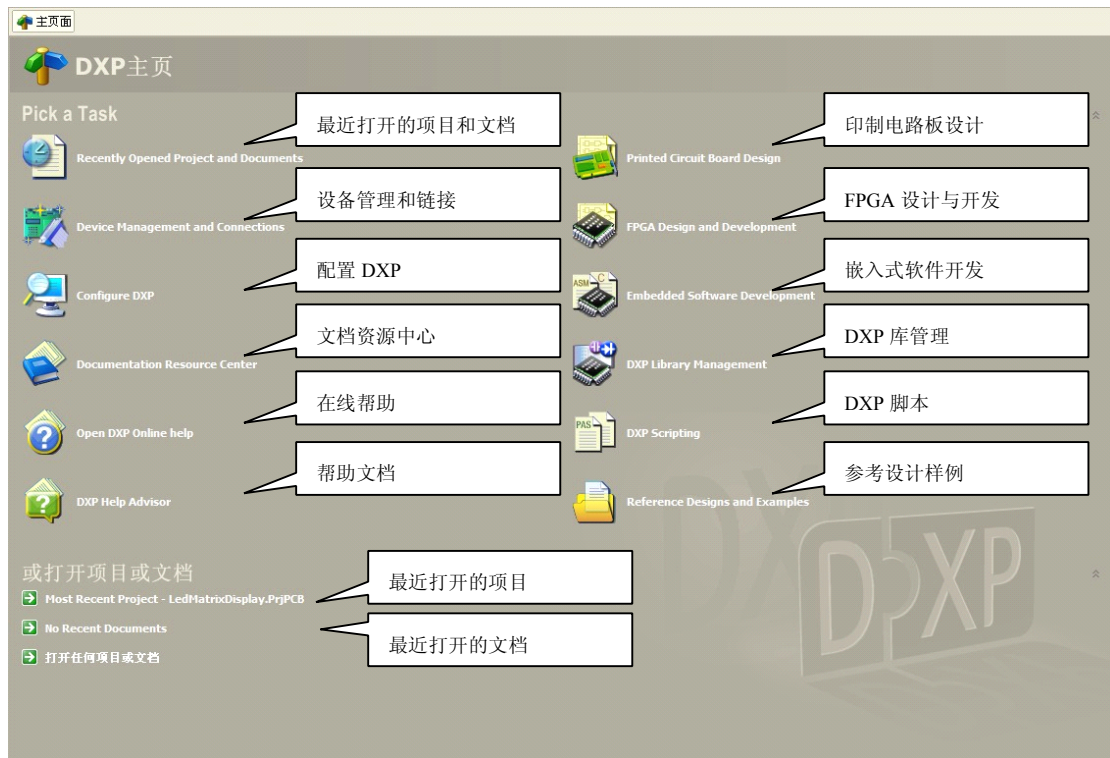 主页面
DXP主页
Pick a Task
最近打开的项目和文档
Recently Opened Project and Documents
设备管理和链接
Device Management and Connections
配置 DXP
Configure DXP
文档资源中心
Documentation Resource Center
在线帮助
Open DXP Online help
帮助文档
DXP Help Advisor
印制电路板设计
Printed Circuit Board Design
FPGA 设计与开发
FPGA Design and Development
嵌入式软件开发
ASM C
Embedded Software Development
DXP 库管理
DXP Library Management
DXP 脚本
PAS
DXP Scripting
参考设计样例
Reference Designs and Examples
或打开项目或文档
最近打开的项目
Most Recent Project - LedMatrixDisplay.PrjPCB
No Recent Documents
最近打开的文档
打开任何项目或文档
DXP
DXP